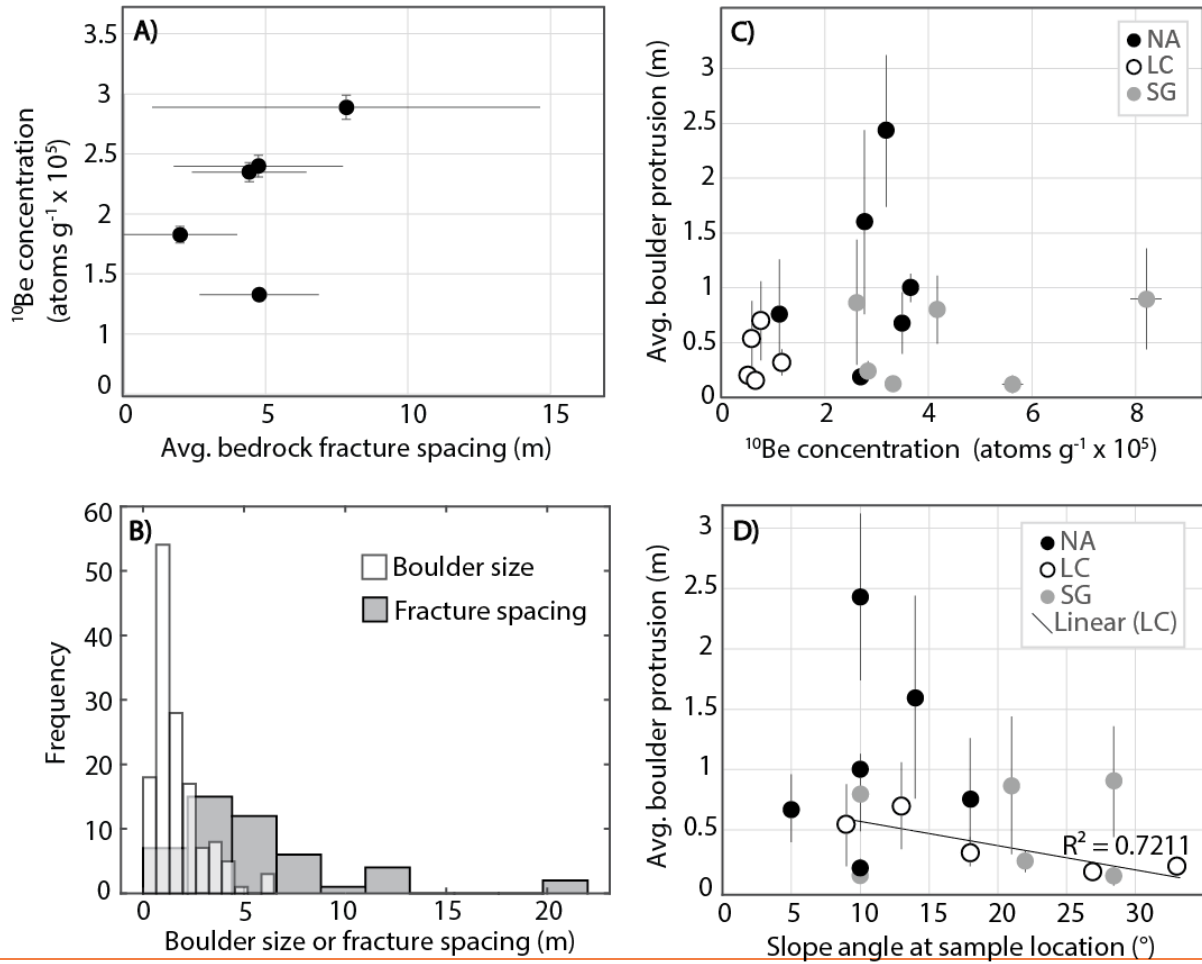 A)
3.5
3
2.5
2
1.5
1
0
¹⁰Be concentration
(atoms g⁻¹ x 10⁵)
0 5 10 15
Avg. bedrock fracture spacing (m)
C)
NA
LC
SG
3
2.5
2
1.5
1
0.5
0
Avg. boulder protrusion (m)
0 2 4 6 8
¹⁰Be concentration (atoms g⁻¹ x 10⁵)
B)
60
50
40
30
20
10
0
Frequency
Boulder size
Fracture spacing
0 5 10 15 20
Boulder size or fracture spacing (m)
D)
NA
LC
SG
Linear (LC)
3
2.5
2
1.5
1
0.5
0
Avg. boulder protrusion (m)
R² = 0.7211
0 5 10 15 20 25 30
Slope angle at sample location (°)